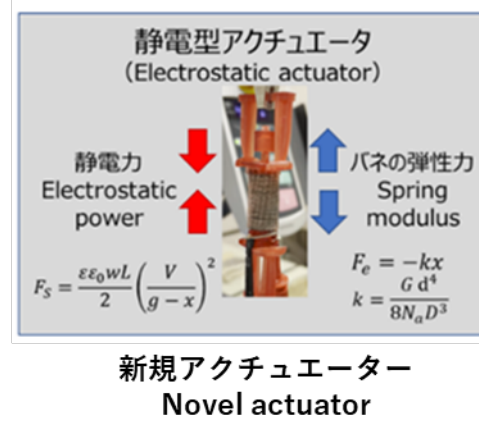 静電型アクチュエータ
(Electrostatic actuator)
静電力
Electrostatic
power
バネの弾性力
Spring
modulus
F_S = εε₀wL/2 (V/(g − x))²
F_e = −kx
k = G d⁴/8N_aD³
新規アクチュエーター
Novel actuator